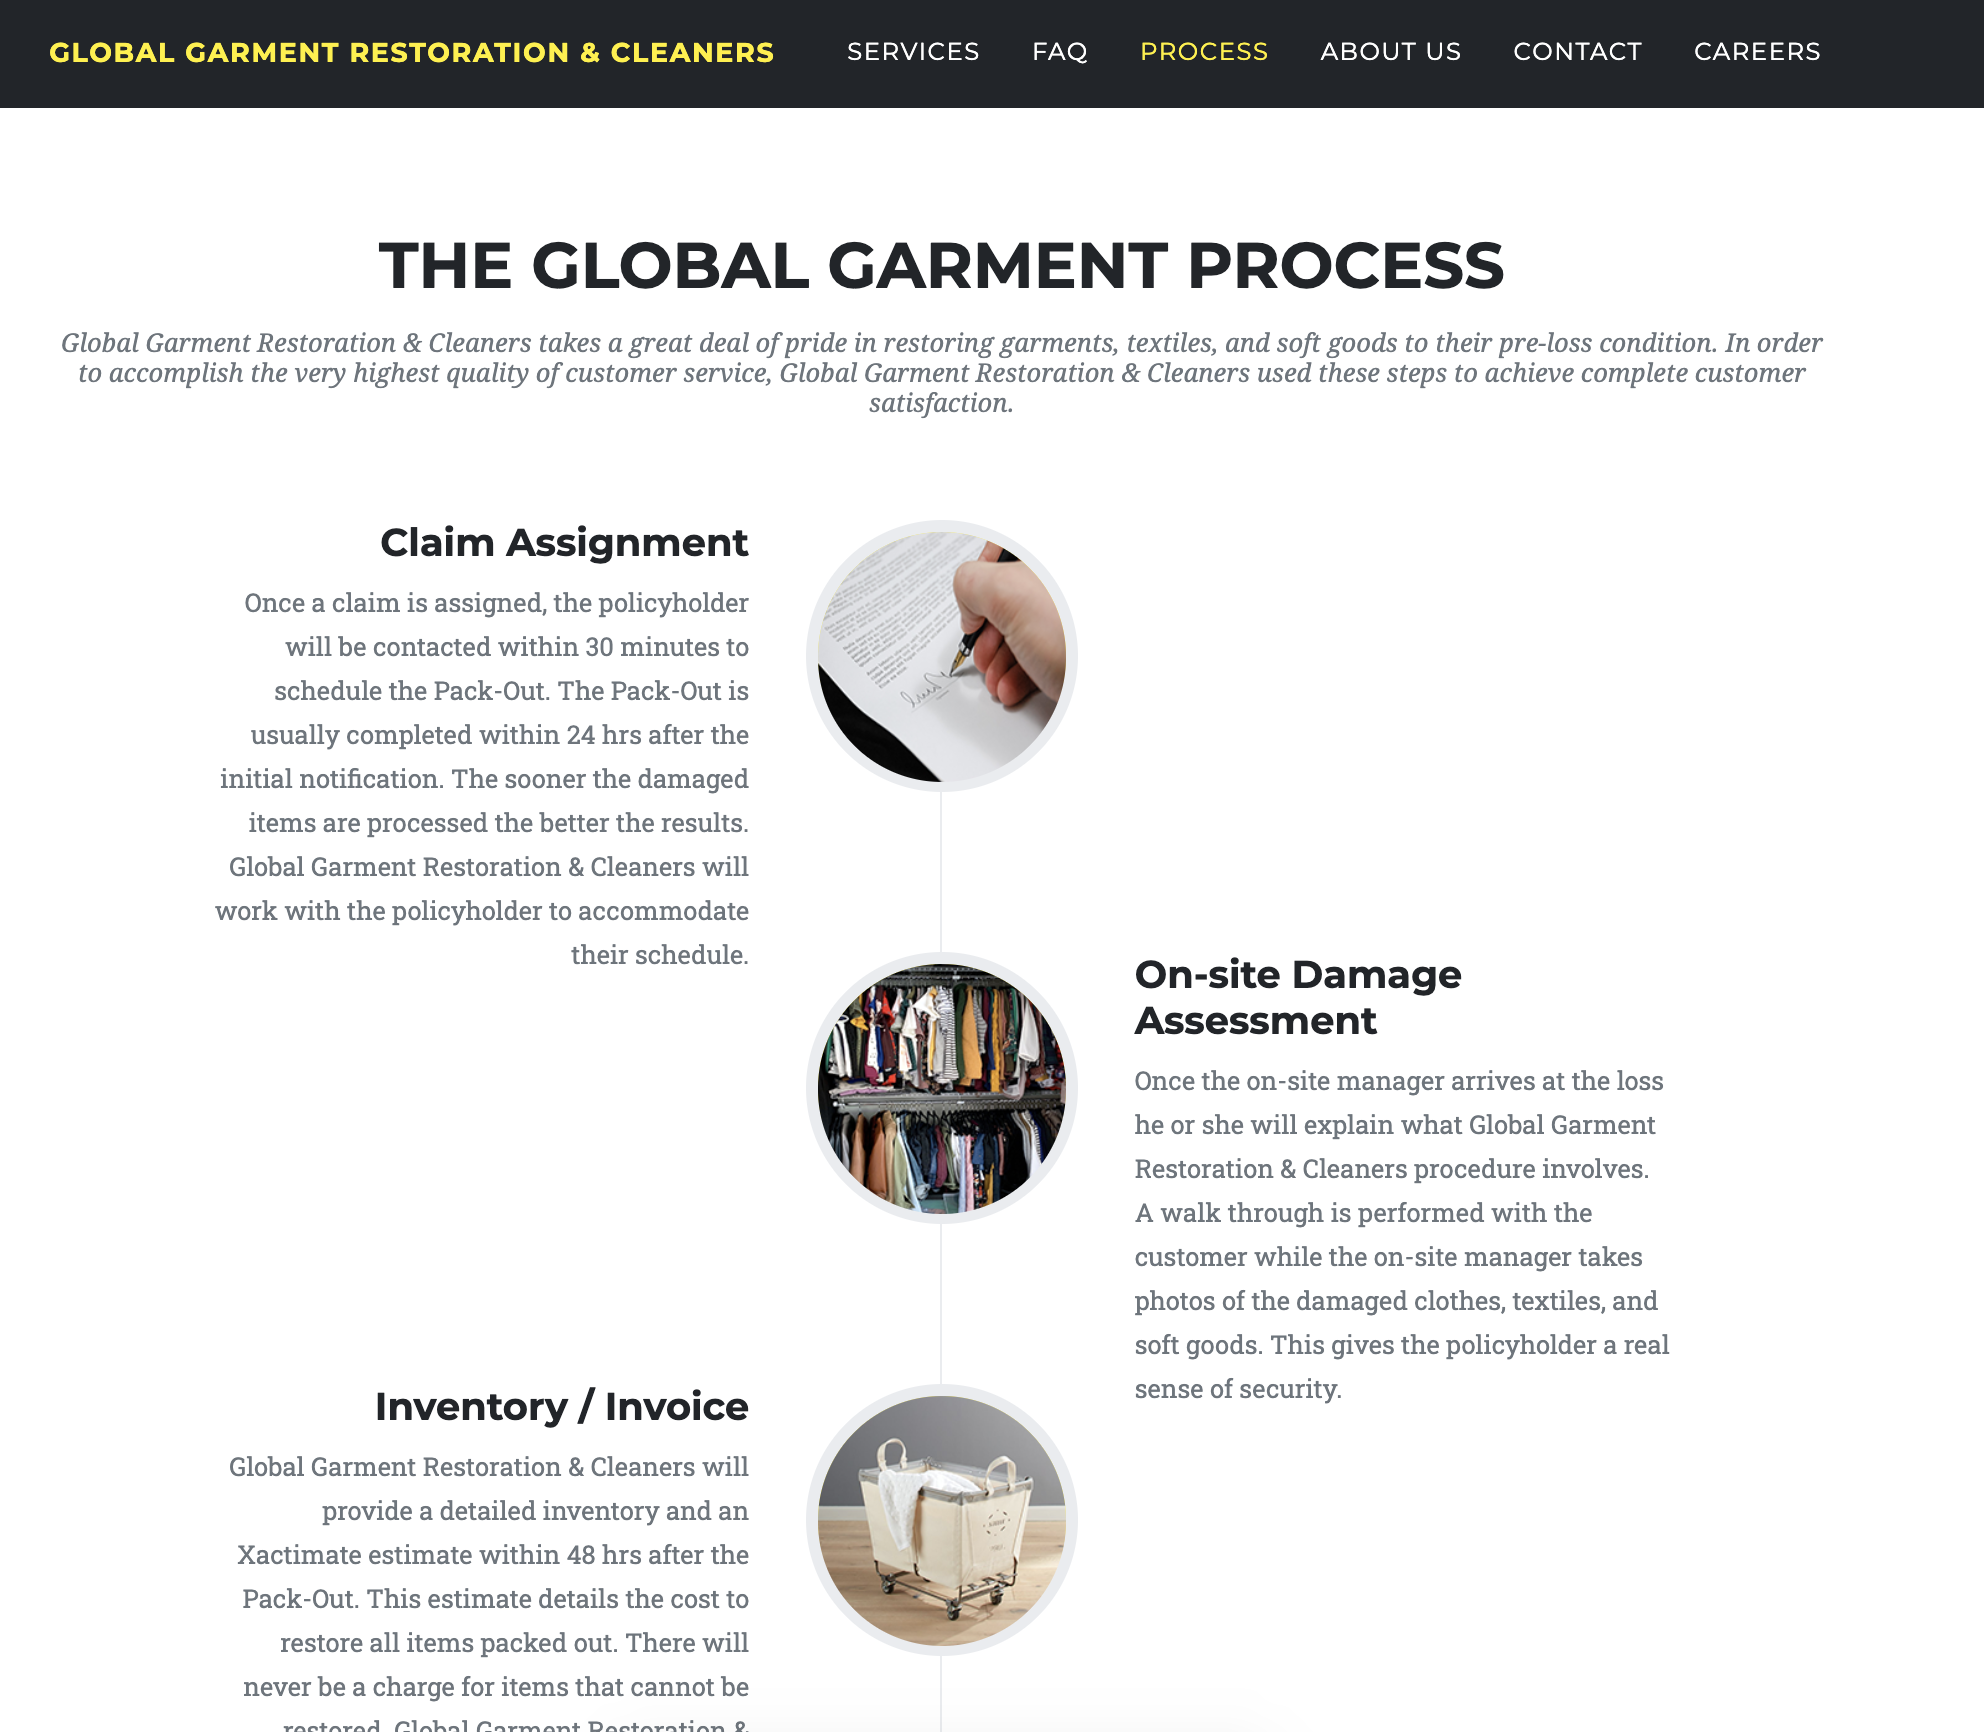 GLOBAL GARMENT RESTORATION & CLEANERS
SERVICES
FAQ
PROCESS
ABOUT US
CONTACT
CAREERS
THE GLOBAL GARMENT PROCESS
Global Garment Restoration & Cleaners takes a great deal of pride in restoring garments, textiles, and soft goods to their pre-loss condition. In order
to accomplish the very highest quality of customer service, Global Garment Restoration & Cleaners used these steps to achieve complete customer
satisfaction.
Claim Assignment
Once a claim is assigned, the policyholder
will be contacted within 30 minutes to
schedule the Pack-Out. The Pack-Out is
usually completed within 24 hrs after the
initial notification. The sooner the damaged
items are processed the better the results.
Global Garment Restoration & Cleaners will
work with the policyholder to accommodate
their schedule.
On-site Damage
Assessment
Once the on-site manager arrives at the loss
he or she will explain what Global Garment
Restoration & Cleaners procedure involves.
A walk through is performed with the
customer while the on-site manager takes
photos of the damaged clothes, textiles, and
soft goods. This gives the policyholder a real
sense of security.
Inventory / Invoice
Global Garment Restoration & Cleaners will
provide a detailed inventory and an
Xactimate estimate within 48 hrs after the
Pack-Out. This estimate details the cost to
restore all items packed out. There will
never be a charge for items that cannot be
restored. Global Garment Restoration &